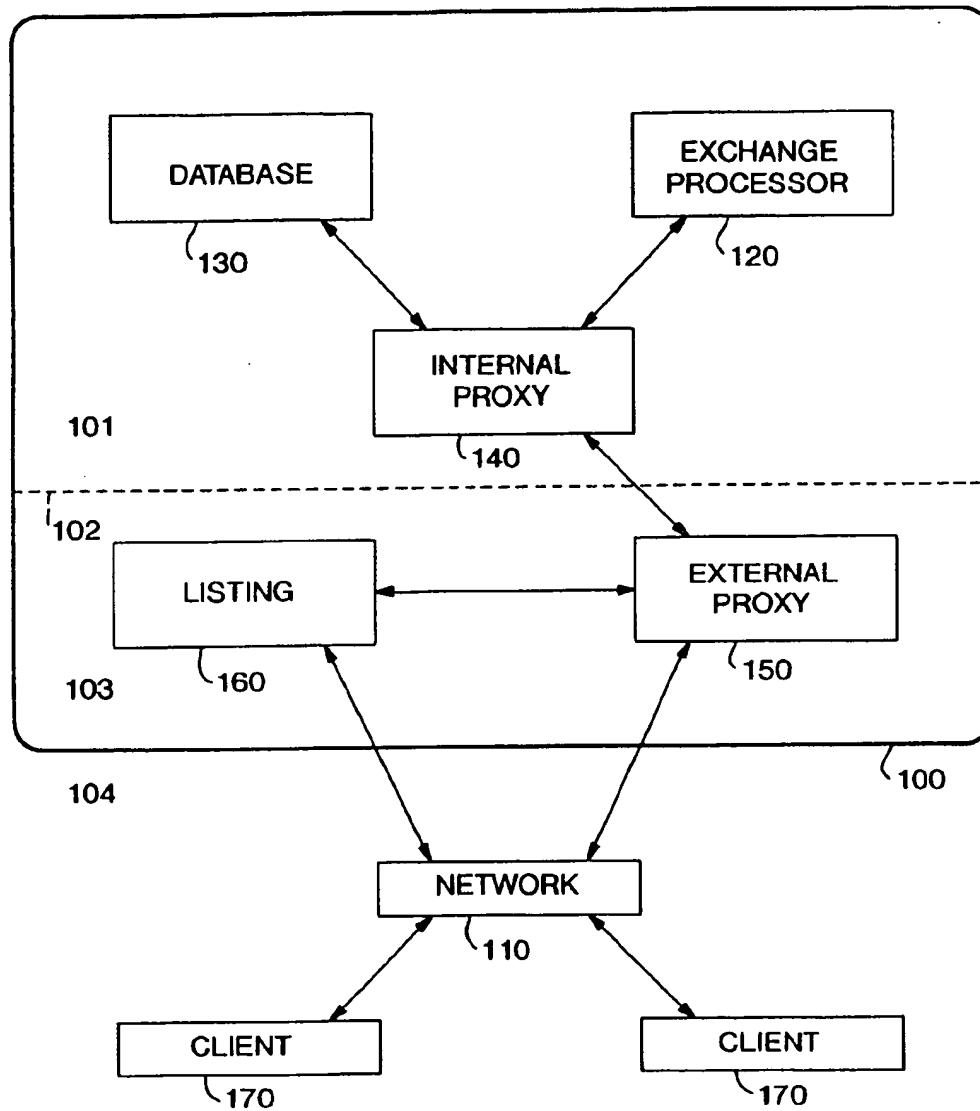 DATABASE
130
EXCHANGE
PROCESSOR
120
INTERNAL
PROXY
140
101
102
LISTING
160
EXTERNAL
PROXY
150
103
100
104
NETWORK
110
CLIENT
170
CLIENT
170